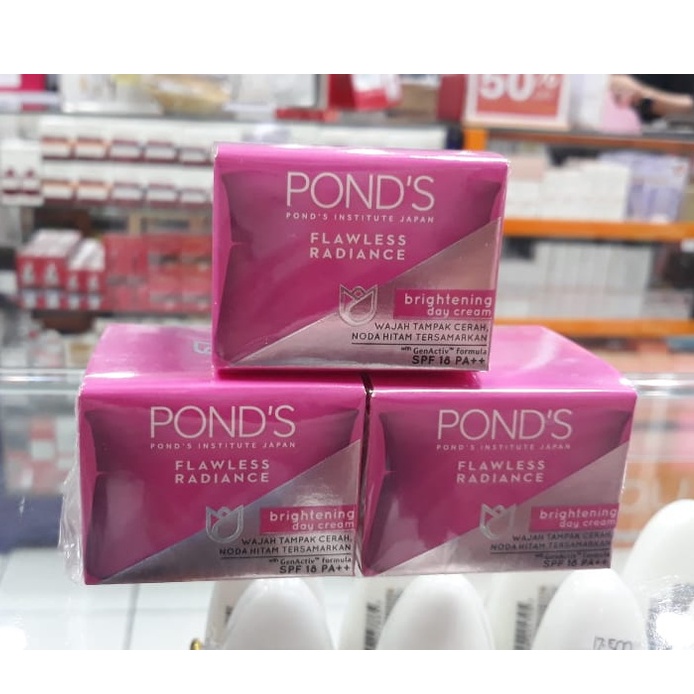 50%
POND'S
POND'S INSTITUTE JAPAN
FLAWLESS
RADIANCE
brightening
day cream
WAJAH TAMPAK CERAH,
NODA HITAM TERSAMARKAN
with GenActiv™ formula
SPF 18 PA++
POND'S
POND'S INSTITUTE JAPAN
FLAWLESS
RADIANCE
brightening
day cream
WAJAH TAMPAK CERAH,
NODA HITAM TERSAMARKAN
with GenActiv™ formula
SPF 18 PA++
POND'S
POND'S INSTITUTE JAPAN
FLAWLESS
RADIANCE
brightening
day cream
WAJAH TAMPAK CERAH,
NODA HITAM TERSAMARKAN
SPF 18 PA++